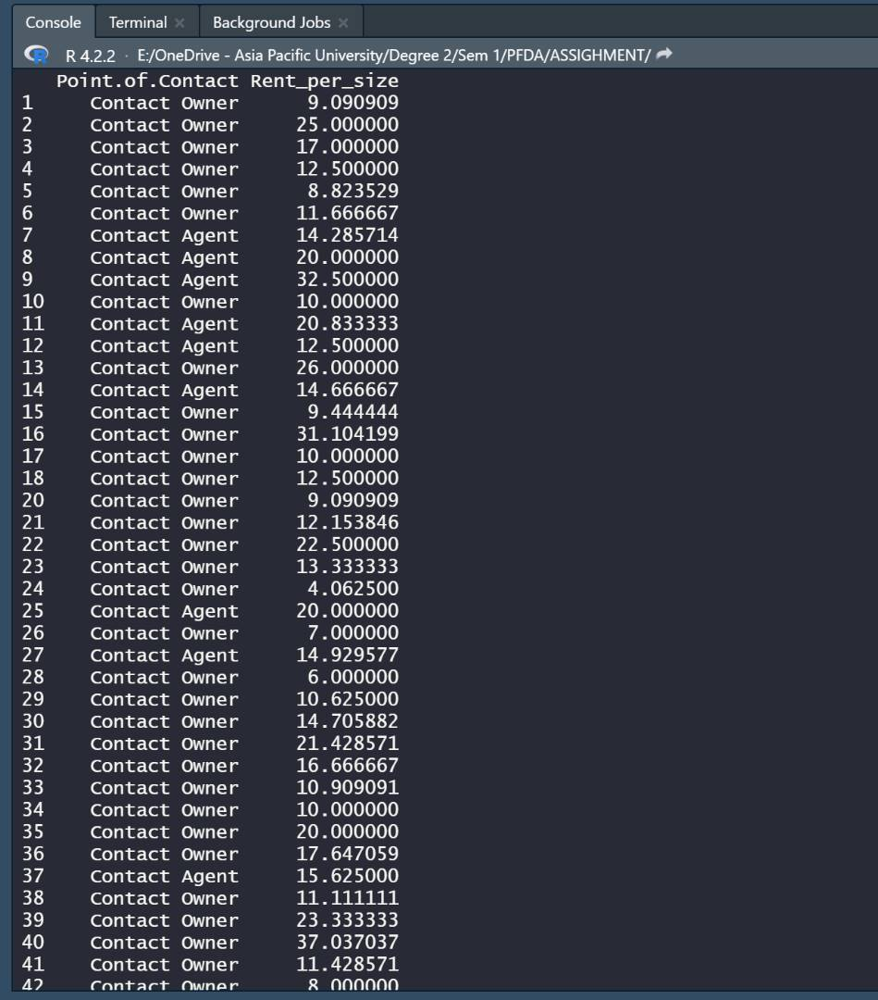 Console Terminal Background Jobs
R 4.2.2 · E:/OneDrive - Asia Pacific University/Degree 2/Sem 1/PFDA/ASSIGHMENT/
Point.of.Contact Rent_per_size
1 Contact Owner 9.090909
2 Contact Owner 25.000000
3 Contact Owner 17.000000
4 Contact Owner 12.500000
5 Contact Owner 8.823529
6 Contact Owner 11.666667
7 Contact Agent 14.285714
8 Contact Agent 20.000000
9 Contact Agent 32.500000
10 Contact Owner 10.000000
11 Contact Agent 20.833333
12 Contact Agent 12.500000
13 Contact Owner 26.000000
14 Contact Agent 14.666667
15 Contact Owner 9.444444
16 Contact Owner 31.104199
17 Contact Owner 10.000000
18 Contact Owner 12.500000
20 Contact Owner 9.090909
21 Contact Owner 12.153846
22 Contact Owner 22.500000
23 Contact Owner 13.333333
24 Contact Owner 4.062500
25 Contact Agent 20.000000
26 Contact Owner 7.000000
27 Contact Agent 14.929577
28 Contact Owner 6.000000
29 Contact Owner 10.625000
30 Contact Owner 14.705882
31 Contact Owner 21.428571
32 Contact Owner 16.666667
33 Contact Owner 10.909091
34 Contact Owner 10.000000
35 Contact Owner 20.000000
36 Contact Owner 17.647059
37 Contact Agent 15.625000
38 Contact Owner 11.111111
39 Contact Owner 23.333333
40 Contact Owner 37.037037
41 Contact Owner 11.428571
42 Contact Owner 8.000000